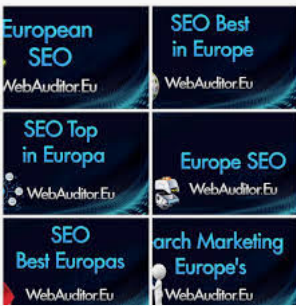 European
SEO
WebAuditor.Eu
SEO Best
in Europe
WebAuditor.Eu
SEO Top
in Europa
WebAuditor.Eu
Europe SEO
WebAuditor.Eu
SEO
Best Europas
WebAuditor.Eu
arch Marketing
Europe's
WebAuditor.Eu